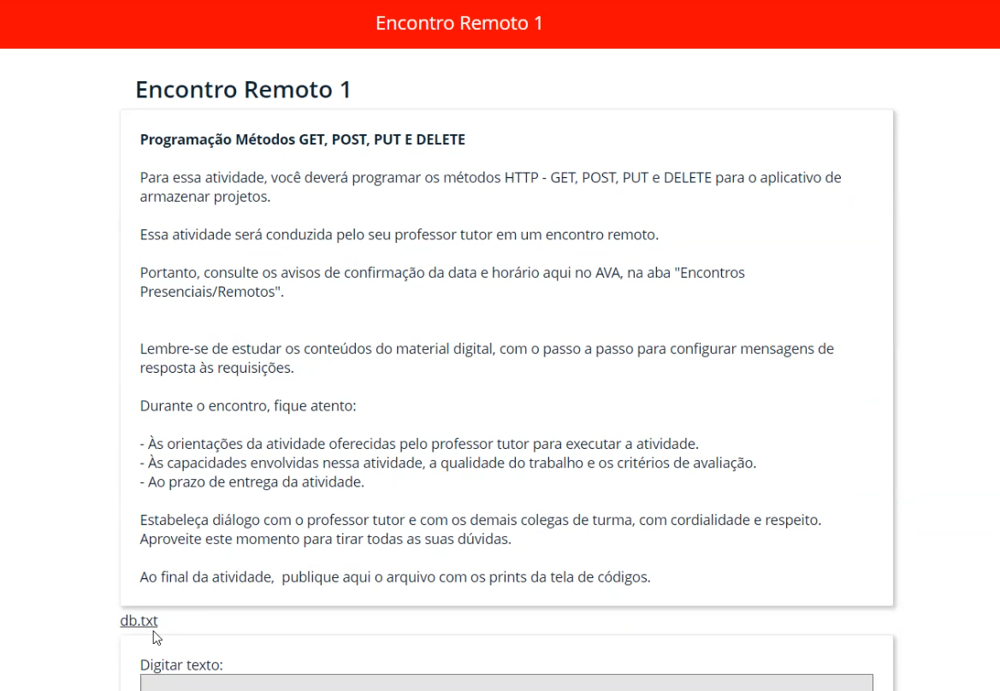 Encontro Remoto 1
Encontro Remoto 1
Programação Métodos GET, POST, PUT E DELETE
Para essa atividade, você deverá programar os métodos HTTP - GET, POST, PUT e DELETE para o aplicativo de
armazenar projetos.
Essa atividade será conduzida pelo seu professor tutor em um encontro remoto.
Portanto, consulte os avisos de confirmação da data e horário aqui no AVA, na aba "Encontros
Presenciais/Remotos".
Lembre-se de estudar os conteúdos do material digital, com o passo a passo para configurar mensagens de
resposta às requisições.
Durante o encontro, fique atento:
- Às orientações da atividade oferecidas pelo professor tutor para executar a atividade.
- Às capacidades envolvidas nessa atividade, a qualidade do trabalho e os critérios de avaliação.
- Ao prazo de entrega da atividade.
Estabeleça diálogo com o professor tutor e com os demais colegas de turma, com cordialidade e respeito.
Aproveite este momento para tirar todas as suas dúvidas.
Ao final da atividade,  publique aqui o arquivo com os prints da tela de códigos.
db.txt
Digitar texto: